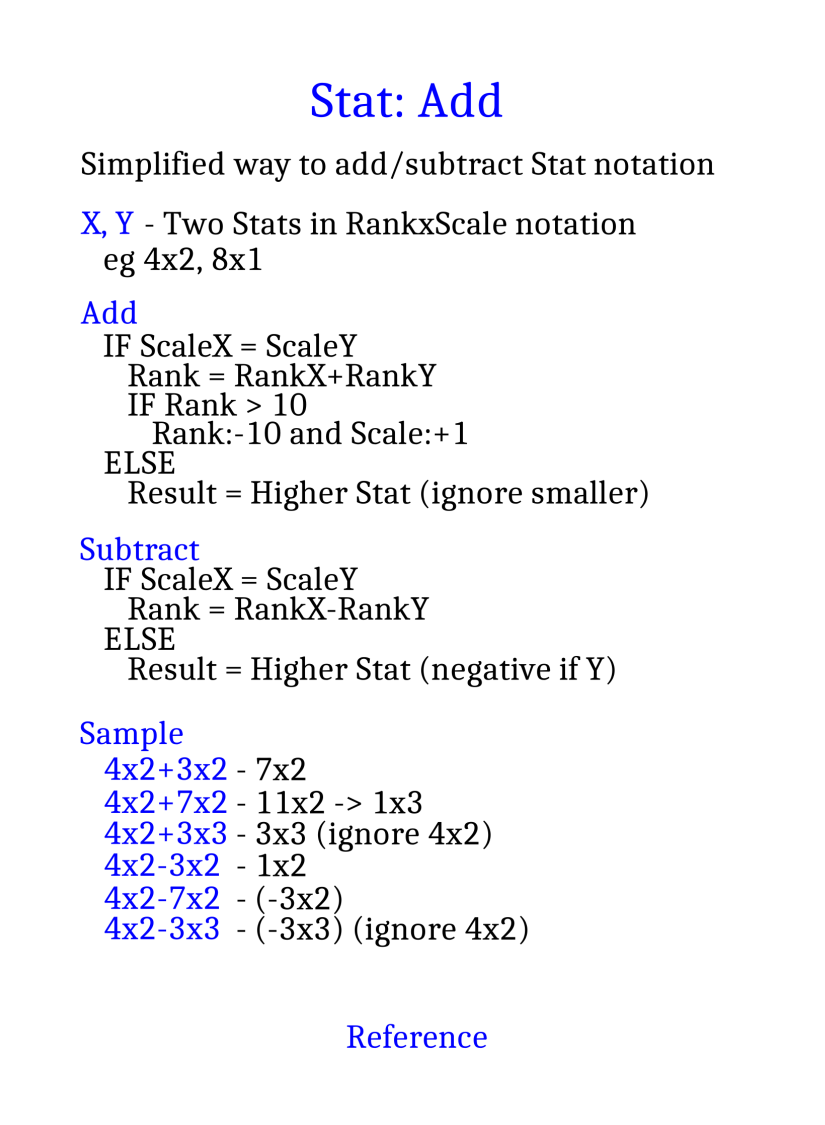 Stat: Add
Simplified way to add/subtract Stat notation
X, Y - Two Stats in RankxScale notation
eg 4x2, 8x1
Add
IF ScaleX = ScaleY
Rank = RankX+RankY
IF Rank > 10
Rank:-10 and Scale:+1
ELSE
Result = Higher Stat (ignore smaller)
Subtract
IF ScaleX = ScaleY
Rank = RankX-RankY
ELSE
Result = Higher Stat (negative if Y)
Sample
4x2+3x2 - 7x2
4x2+7x2 - 11x2 -> 1x3
4x2+3x3 - 3x3 (ignore 4x2)
4x2-3x2 - 1x2
4x2-7x2 - (-3x2)
4x2-3x3 - (-3x3) (ignore 4x2)
Reference